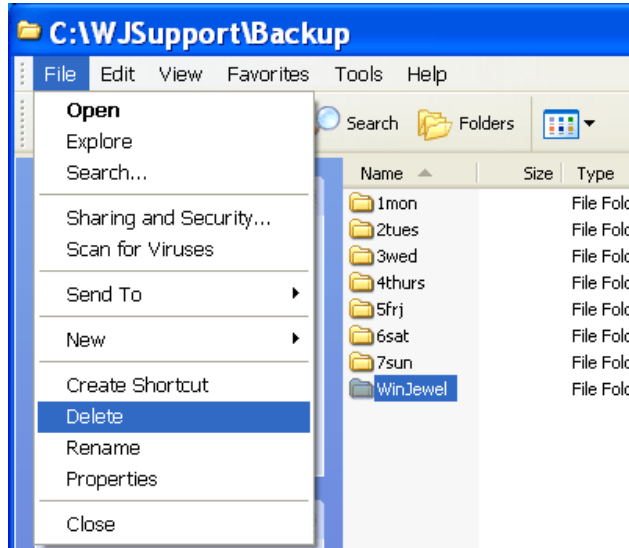 C:\WJSupport\Backup
File Edit View Favorites Tools Help
Open
Explore
Search...
Sharing and Security...
Scan for Viruses
Send To
New
Create Shortcut
Delete
Rename
Properties
Close
Search Folders
Name Size Type
1mon File Fold
2tues File Fold
3wed File Fold
4thurs File Fold
5frj File Fold
6sat File Fold
7sun File Fold
WinJewel File Fold